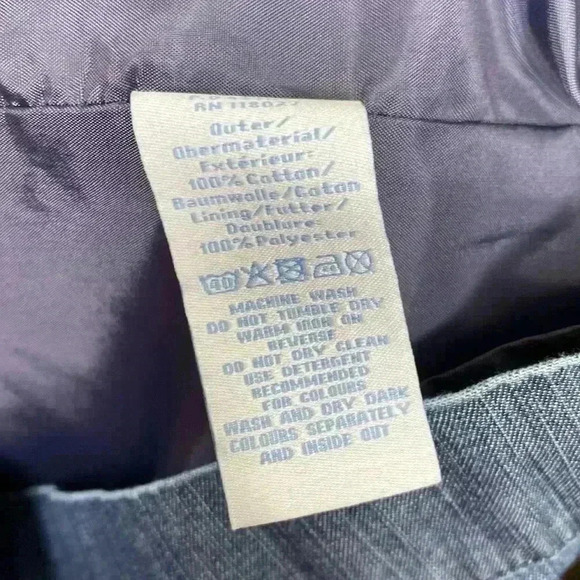 RN 11802
Outer/
Obermaterial/
Extérieur:
100% Cotton/
Baumwolle/Coton
Lining/Futter/
Doublure
100% Polyester
40
MACHINE WASH
DO NOT TUMBLE DRY
WARM IRON ON
REVERSE
DO NOT DRY CLEAN
USE DETERGENT
RECOMMENDED
FOR COLOURS
WASH AND DRY DARK
COLOURS SEPARATELY
AND INSIDE OUT